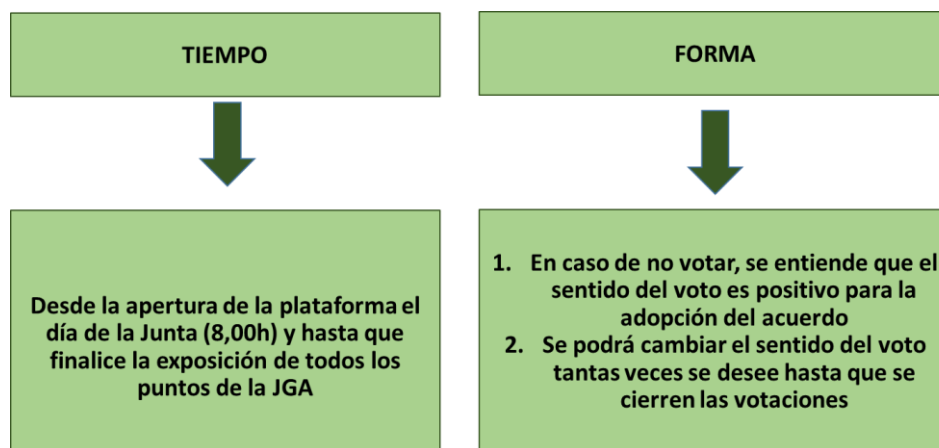 TIEMPO
Desde la apertura de la plataforma el
día de la Junta (8,00h) y hasta que
finalice la exposición de todos los
puntos de la JGA
FORMA
1. En caso de no votar, se entiende que el
sentido del voto es positivo para la
adopción del acuerdo
2. Se podrá cambiar el sentido del voto
tantas veces se desee hasta que se
cierren las votaciones